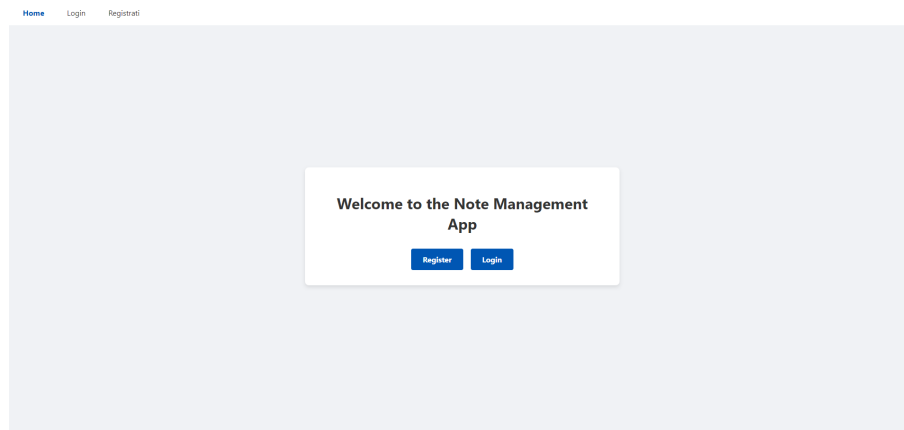 Home Login Registrati
Welcome to the Note Management
App
Register Login